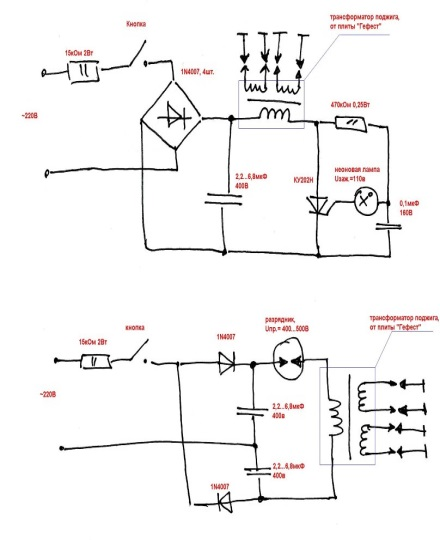 трансформатор поджига,
от плиты "Гефест"
Кнопка
15кОм 2Вт
1N4007, 4шт.
470кОм 0,25Вт
~220В
2,2...6,8мкФ
400В
КУ202Н
неоновая лампа
Uзаж.=110в
0,1мкФ
160В
трансформатор поджига,
от плиты "Гефест"
разрядник,
Uпр.= 400...500В
кнопка
15кОм 2Вт
1N4007
~220В
2,2...6,8мкФ
400в
2,2...6,8мкФ
400в
1N4007